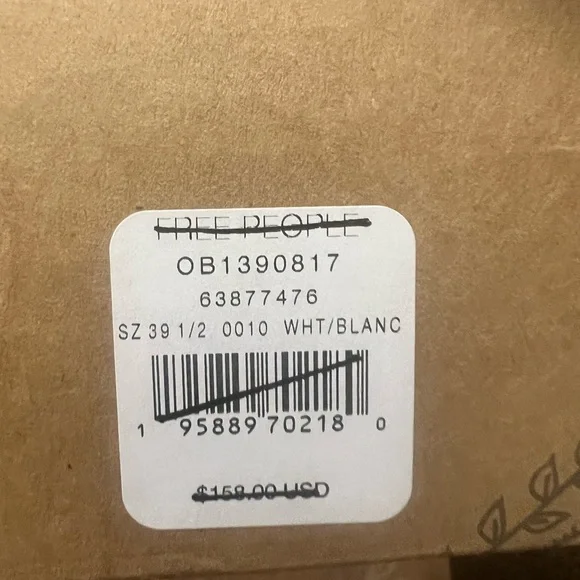 FREE PEOPLE
OB1390817
63877476
SZ 39 1/2 0010 WHT/BLANC
1 95889 70218 0
$158.00 USD